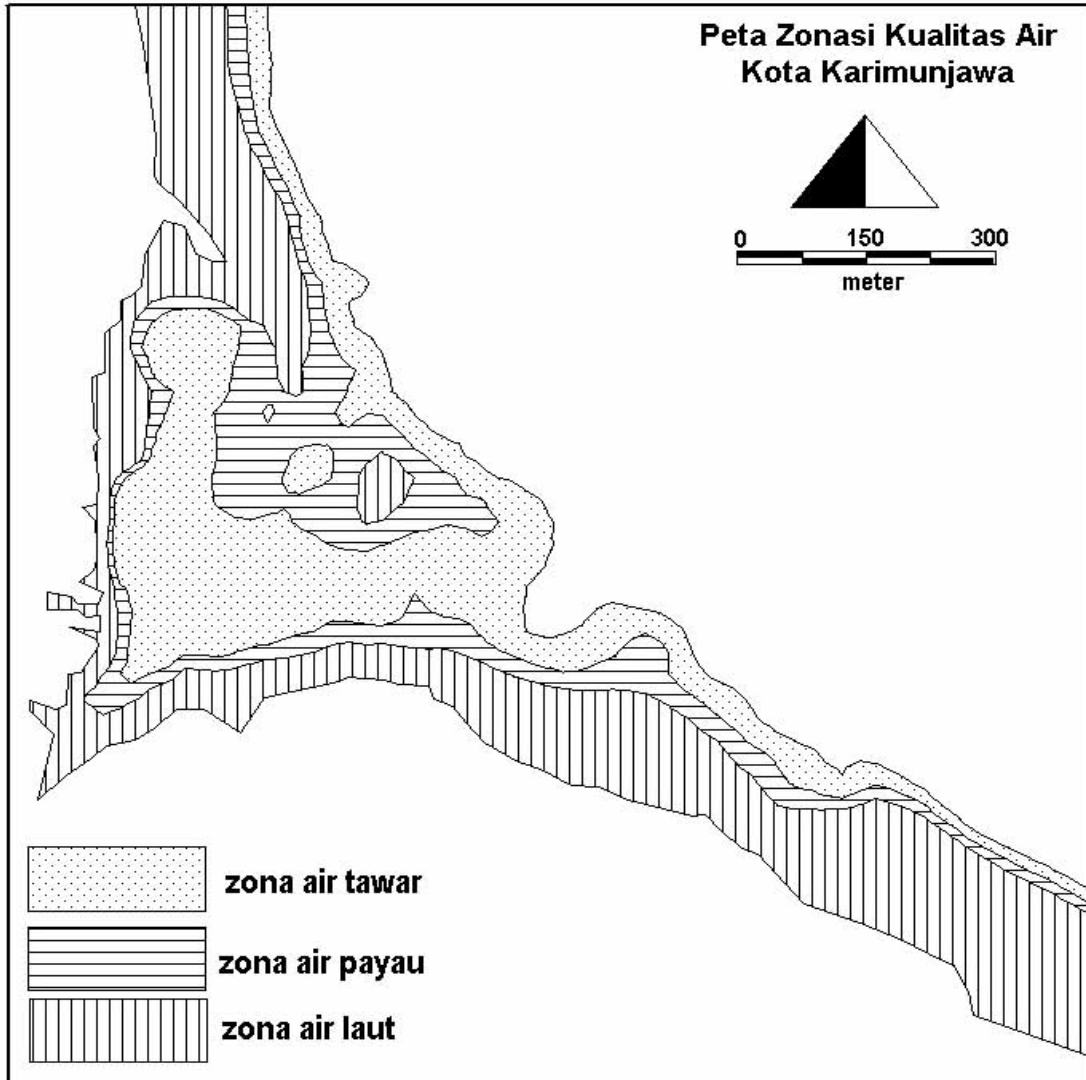 Peta Zonasi Kualitas Air
Kota Karimunjawa
0 150 300
meter
zona air tawar
zona air payau
zona air laut